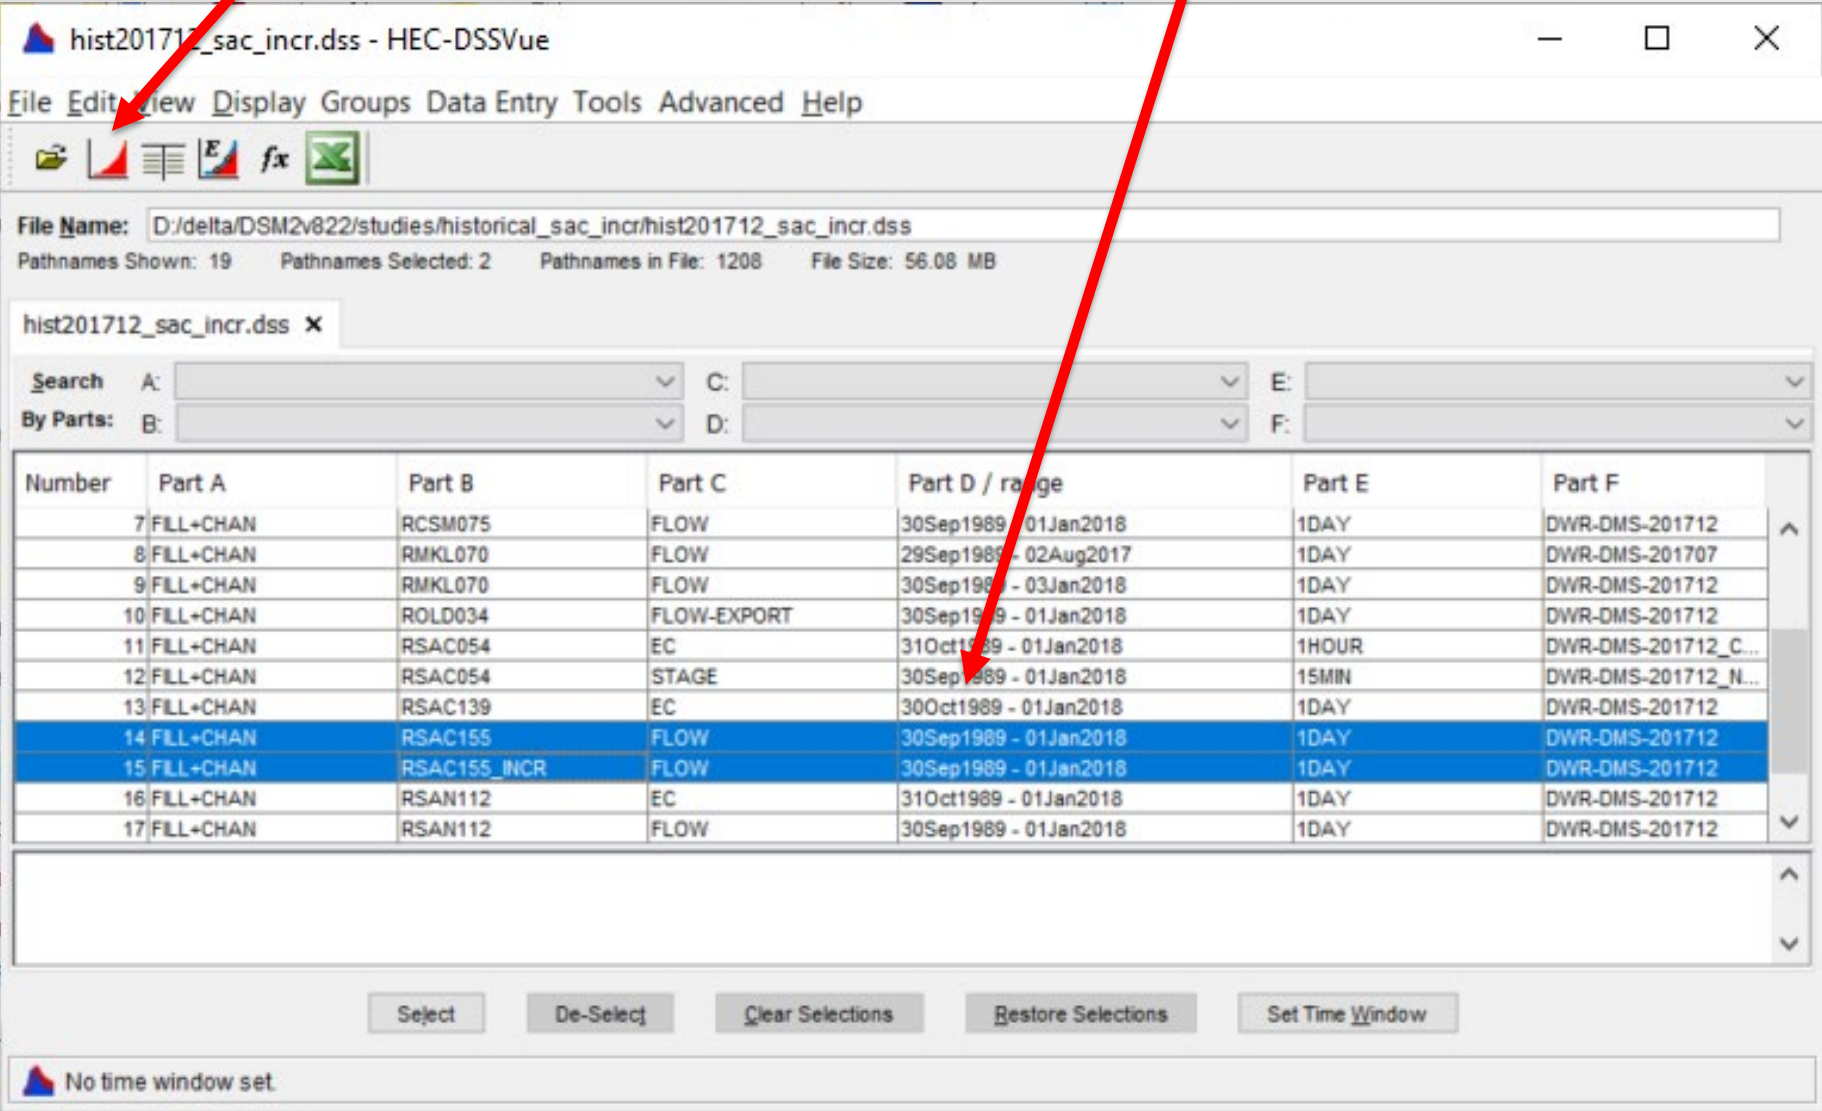 hist201712_sac_incr.dss - HEC-DSSVue
File Edit View Display Groups Data Entry Tools Advanced Help
E fx
File Name: D:/delta/DSM2v822/studies/historical_sac_incr/hist201712_sac_incr.dss
Pathnames Shown: 19 Pathnames Selected: 2 Pathnames in File: 1208 File Size: 56.08 MB
hist201712_sac_incr.dss
Search A: C: E:
By Parts: B: D: F:
Number Part A Part B Part C Part D / range Part E Part F
7 FILL+CHAN RCSM075 FLOW 30Sep1989 - 01Jan2018 1DAY DWR-DMS-201712
8 FILL+CHAN RMKL070 FLOW 29Sep1989 - 02Aug2017 1DAY DWR-DMS-201707
9 FILL+CHAN RMKL070 FLOW 30Sep1989 - 03Jan2018 1DAY DWR-DMS-201712
10 FILL+CHAN ROLD034 FLOW-EXPORT 30Sep1989 - 01Jan2018 1DAY DWR-DMS-201712
11 FILL+CHAN RSAC054 EC 31Oct1989 - 01Jan2018 1HOUR DWR-DMS-201712_C...
12 FILL+CHAN RSAC054 STAGE 30Sep1989 - 01Jan2018 15MIN DWR-DMS-201712_N...
13 FILL+CHAN RSAC139 EC 30Oct1989 - 01Jan2018 1DAY DWR-DMS-201712
14 FILL+CHAN RSAC155 FLOW 30Sep1989 - 01Jan2018 1DAY DWR-DMS-201712
15 FILL+CHAN RSAC155_INCR FLOW 30Sep1989 - 01Jan2018 1DAY DWR-DMS-201712
16 FILL+CHAN RSAN112 EC 31Oct1989 - 01Jan2018 1DAY DWR-DMS-201712
17 FILL+CHAN RSAN112 FLOW 30Sep1989 - 01Jan2018 1DAY DWR-DMS-201712
Select De-Select Clear Selections Restore Selections Set Time Window
No time window set.